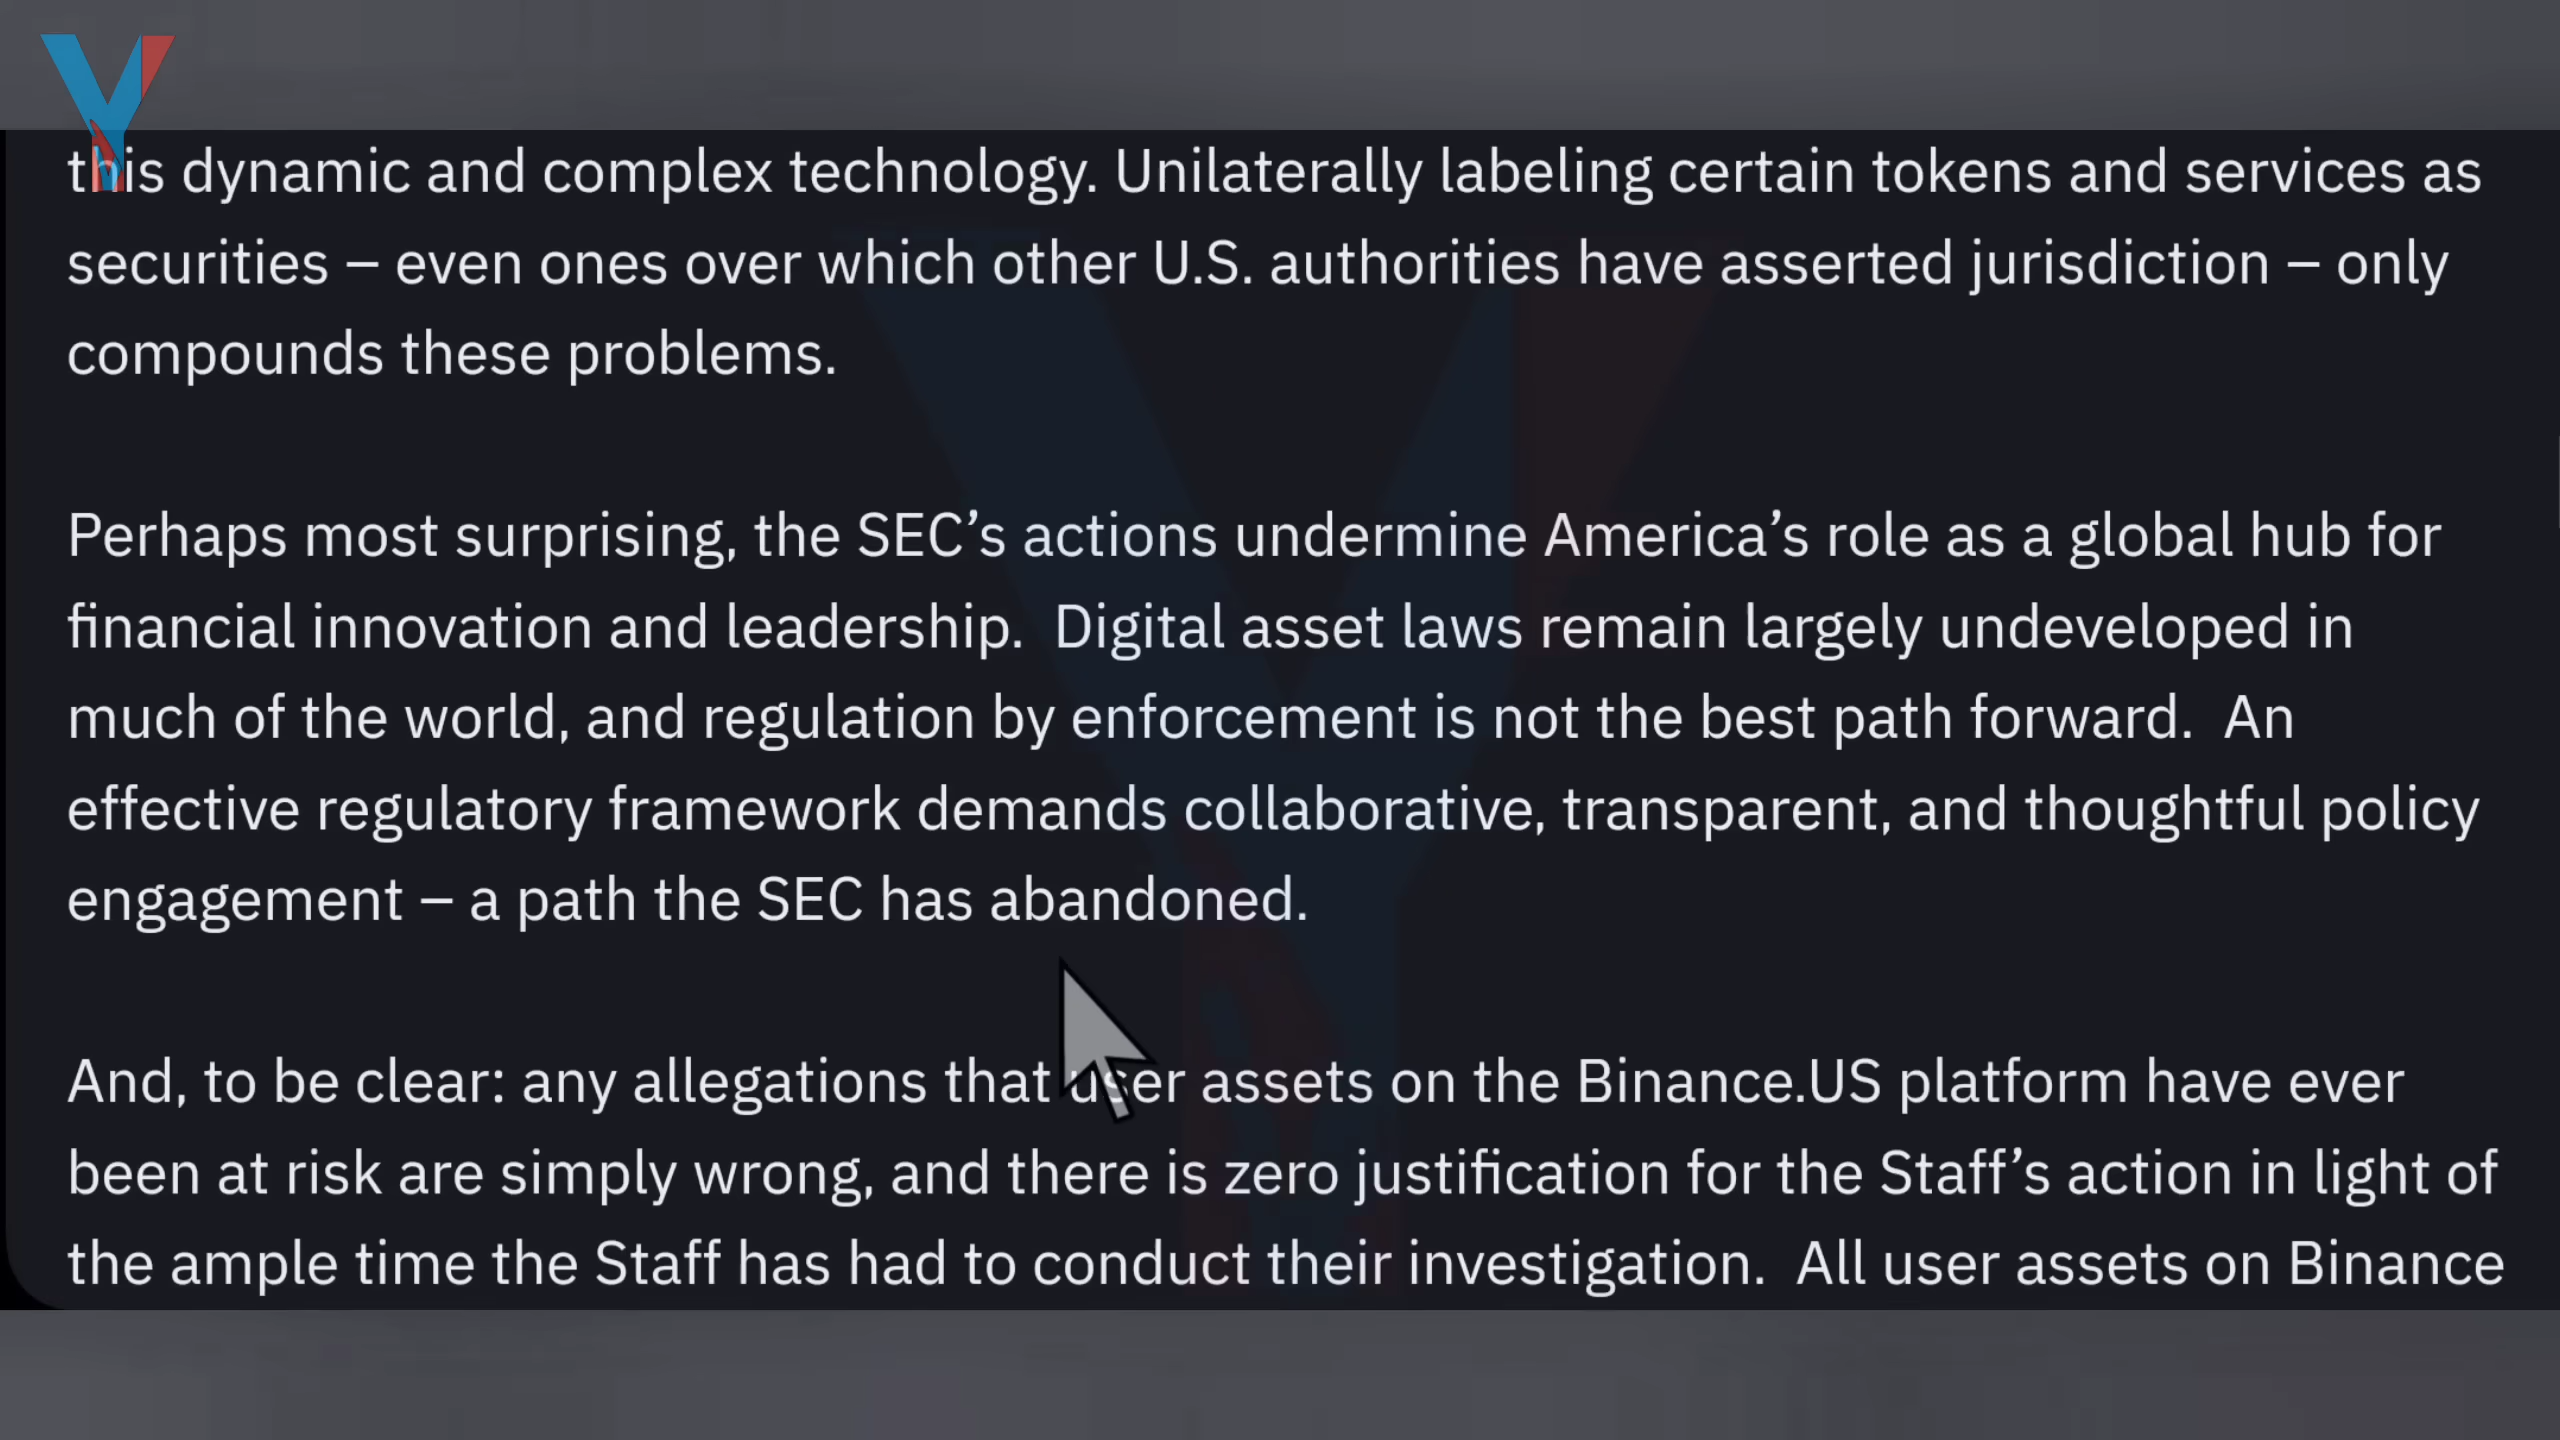 this dynamic and complex technology. Unilaterally labeling certain tokens and services as
securities – even ones over which other U.S. authorities have asserted jurisdiction – only
compounds these problems.
Perhaps most surprising, the SEC’s actions undermine America’s role as a global hub for
financial innovation and leadership.  Digital asset laws remain largely undeveloped in
much of the world, and regulation by enforcement is not the best path forward.  An
effective regulatory framework demands collaborative, transparent, and thoughtful policy
engagement – a path the SEC has abandoned.
And, to be clear: any allegations that user assets on the Binance.US platform have ever
been at risk are simply wrong, and there is zero justification for the Staff’s action in light of
the ample time the Staff has had to conduct their investigation.  All user assets on Binance